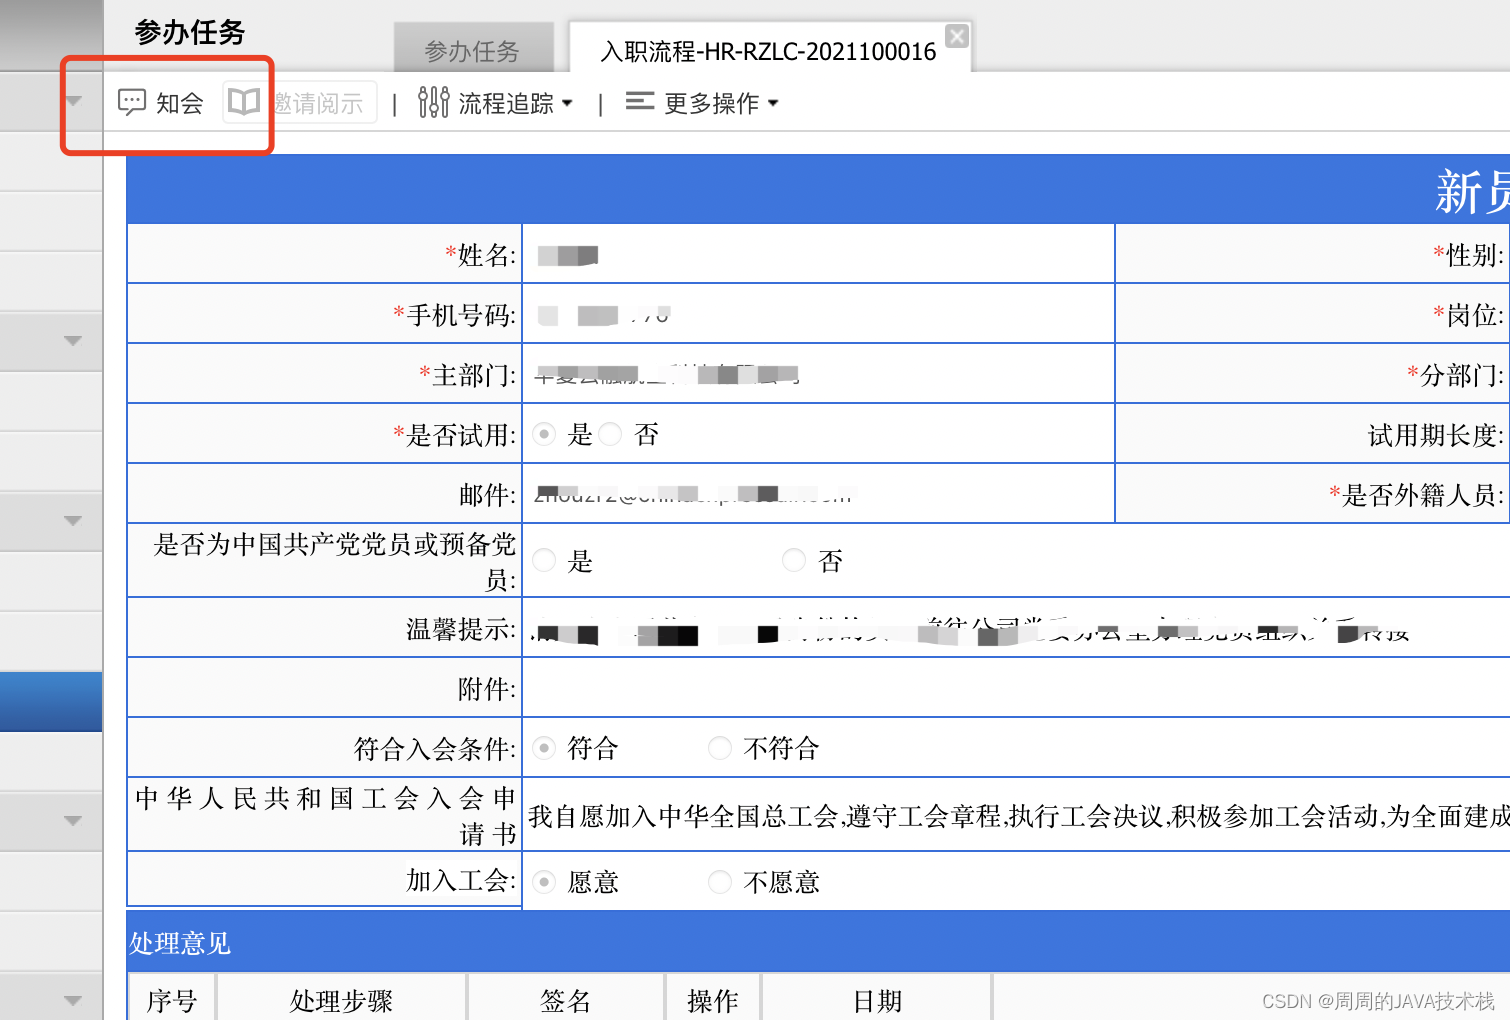 参办任务
参办任务
入职流程-HR-RZLC-2021100016
知会
邀请阅示
|
流程追踪
|
更多操作
新员
*姓名:
*性别:
*手机号码:
*岗位:
*主部门:
*分部门:
*是否试用:
是 否
试用期长度:
邮件:
*是否外籍人员:
是否为中国共产党党员或预备党
员:
是 否
温馨提示:
附件:
符合入会条件:
符合 不符合
中华人民共和国工会入会申
请书
我自愿加入中华全国总工会,遵守工会章程,执行工会决议,积极参加工会活动,为全面建成
加入工会:
愿意 不愿意
处理意见
序号 处理步骤 签名 操作 日期
CSDN @周周的JAVA技术栈